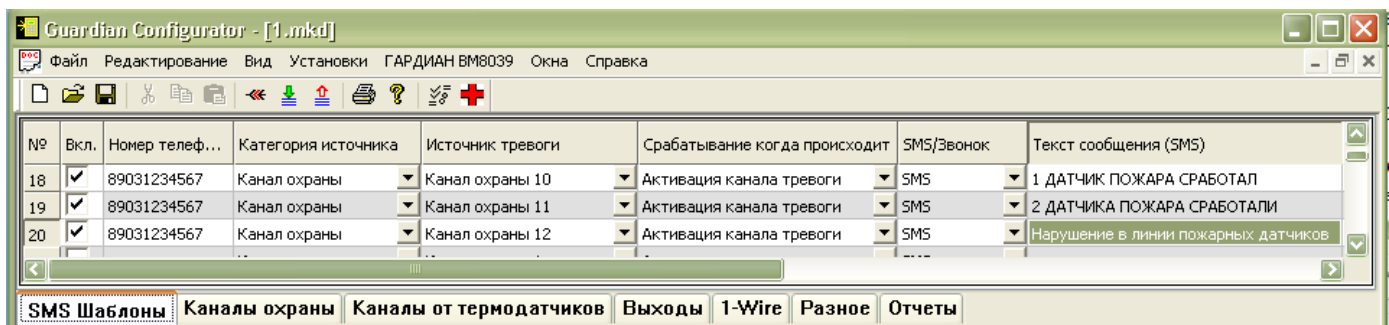 Guardian Configurator - [1.mkd]
Файл Редактирование Вид Установки ГАРДИАН ВМ8039 Окна Справка
№ Вкл. Номер телеф... Категория источника Источник тревоги Срабатывание когда происходит SMS/Звонок Текст сообщения (SMS)
18 89031234567 Канал охраны Канал охраны 10 Активация канала тревоги SMS 1 ДАТЧИК ПОЖАРА СРАБОТАЛ
19 89031234567 Канал охраны Канал охраны 11 Активация канала тревоги SMS 2 ДАТЧИКА ПОЖАРА СРАБОТАЛИ
20 89031234567 Канал охраны Канал охраны 12 Активация канала тревоги SMS Нарушение в линии пожарных датчиков
SMS Шаблоны Каналы охраны Каналы от термодатчиков Выходы 1-Wire Разное Отчеты